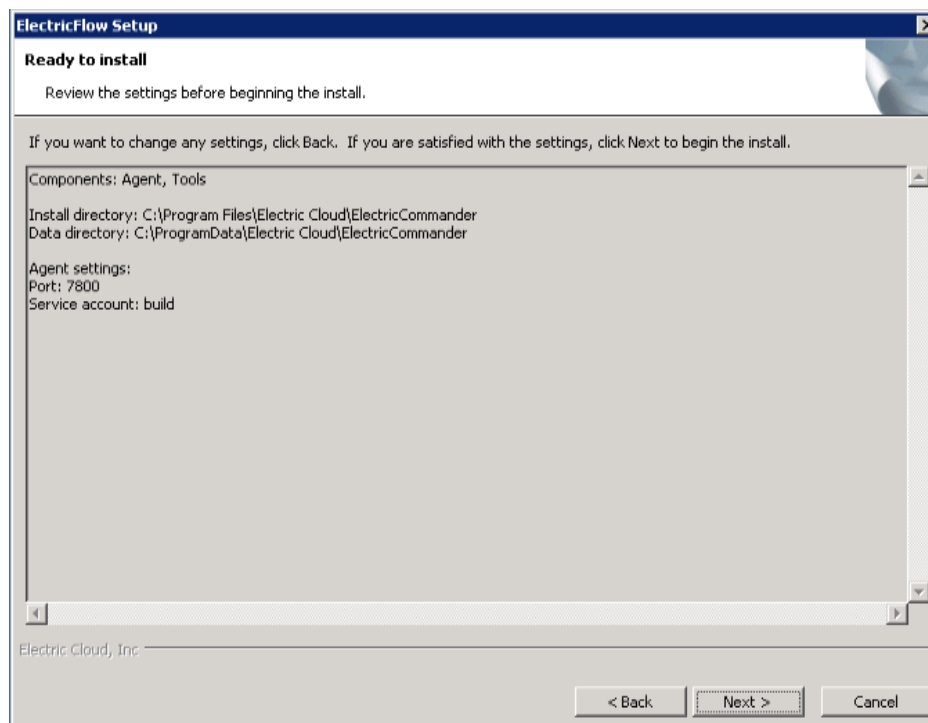 ElectricFlow Setup
Ready to install
Review the settings before beginning the install.
If you want to change any settings, click Back. If you are satisfied with the settings, click Next to begin the install.
Components: Agent, Tools
Install directory: C:\Program Files\Electric Cloud\ElectricCommander
Data directory: C:\ProgramData\Electric Cloud\ElectricCommander
Agent settings:
Port: 7800
Service account: build
Electric Cloud, Inc
< Back
Next >
Cancel